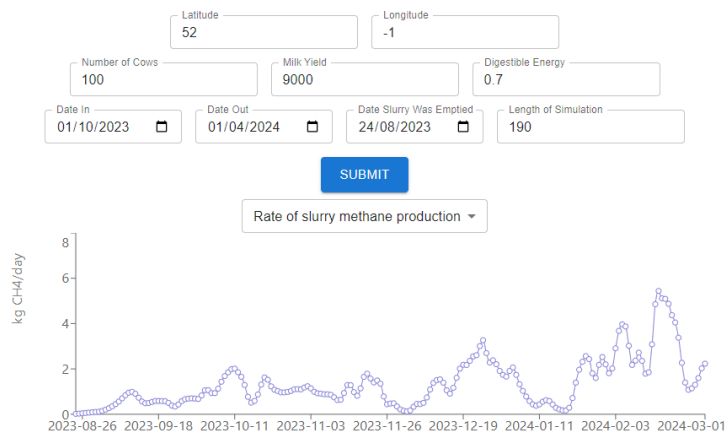 Latitude Longitude
52 -1
Number of Cows Milk Yield Digestible Energy
100 9000 0.7
Date In Date Out Date Slurry Was Emptied Length of Simulation
01/10/2023 01/04/2024 24/08/2023 190
SUBMIT
Rate of slurry methane production
kg CH4/day
8
6
4
2
0
2023-08-26 2023-09-18 2023-10-11 2023-11-03 2023-11-26 2023-12-19 2024-01-11 2024-02-03 2024-03-01